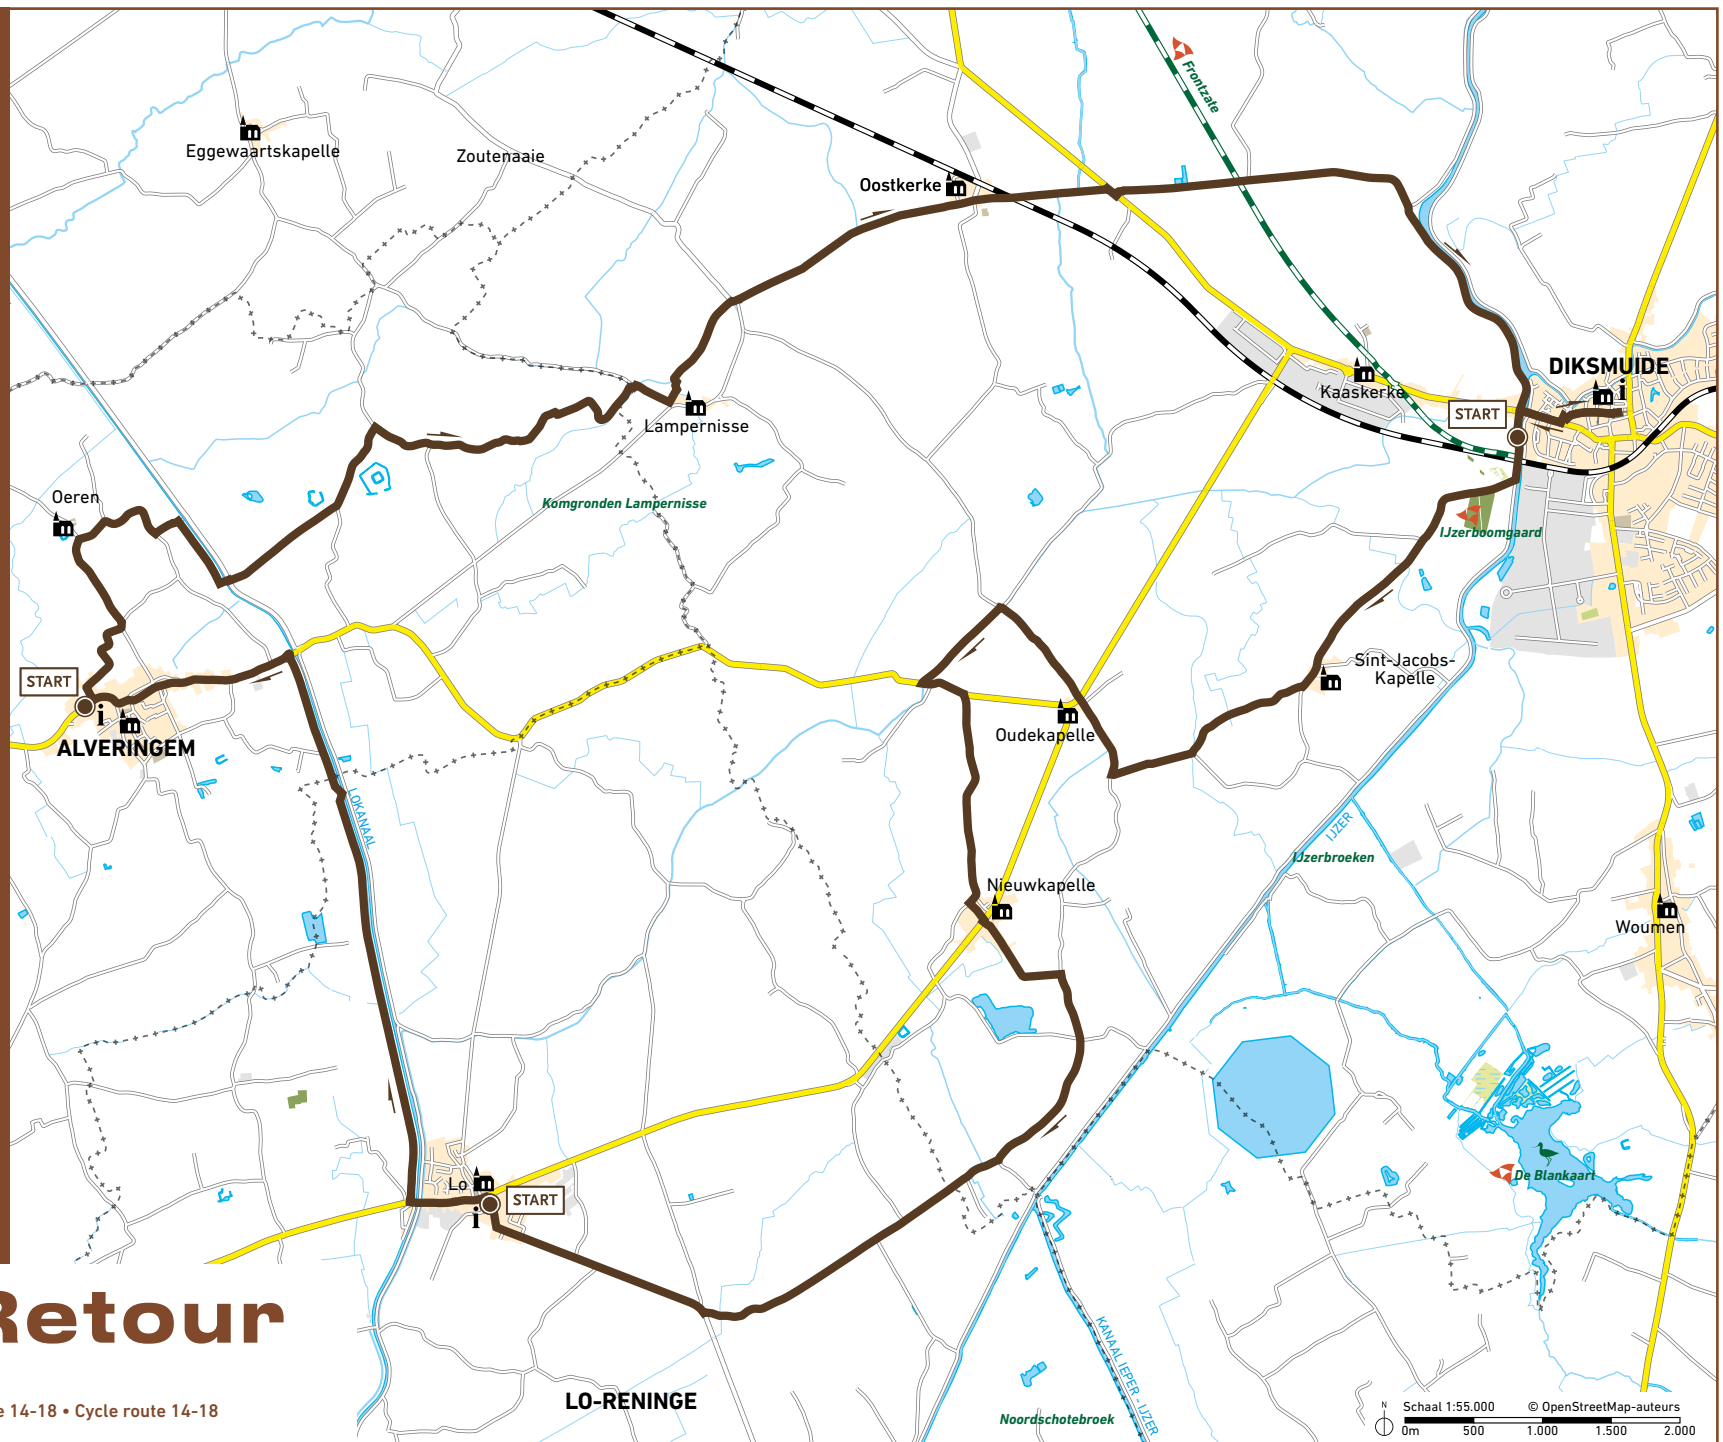 Frontzate
Eggewaartskapelle
Zoutenaaie
Oostkerke
DIKSMUIDE
i
Kaaskerke
START
Lampernisse
Oeren
Komgronden Lampernisse
IJzerboomgaard
START
i
ALVERINGEM
Sint-Jacobs-
Kapelle
Oudekapelle
LOKANAAL
IJZER
IJzerbroeken
Nieuwkapelle
Woumen
De Blankaart
Lo
START
i
Retour
e 14-18 • Cycle route 14-18
LO-RENINGE
KANAAL IEPER - IJZER
Noordschotebroek
N
Schaal 1:55.000 © OpenStreetMap-auteurs
0m 500 1.000 1.500 2.000